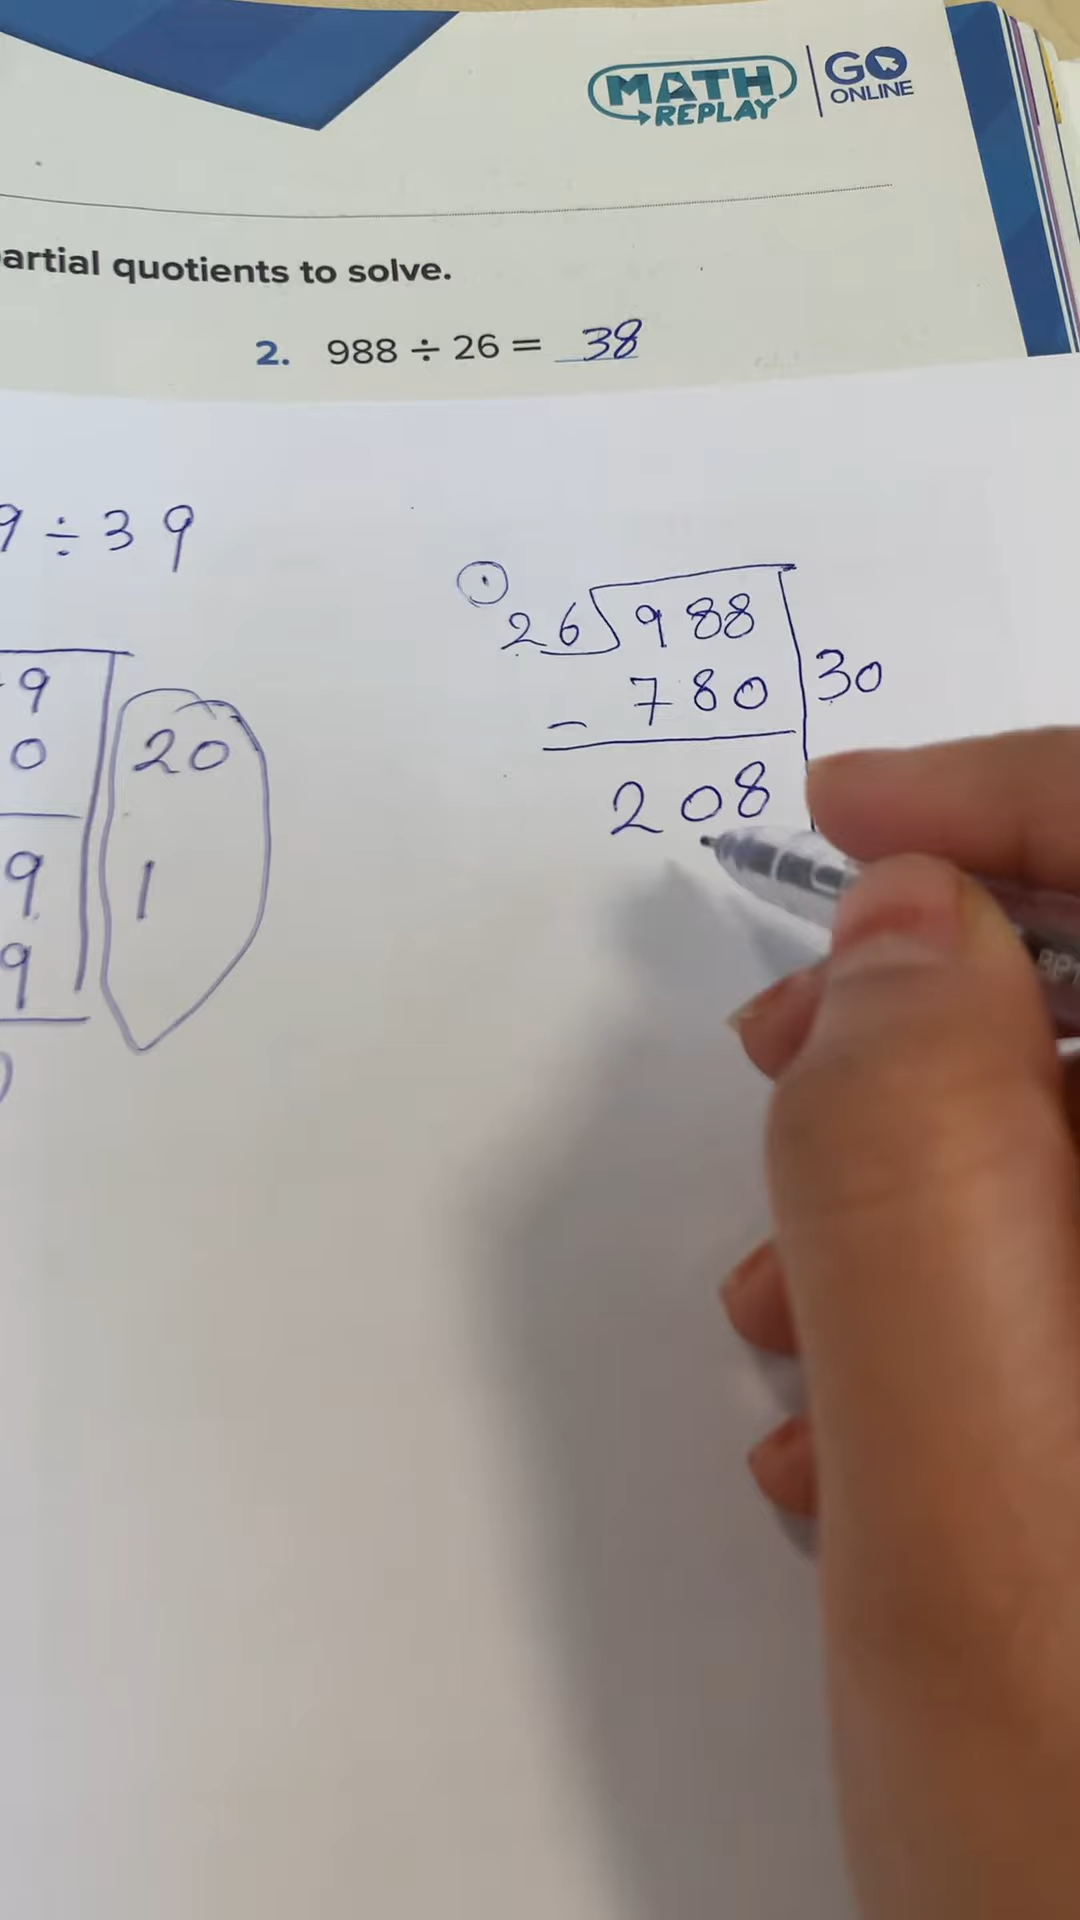 MATH REPLAY
GO ONLINE
artial quotients to solve.
2. 988 ÷ 26 = 38
9 ÷ 39
9
0
20
9
1
9
0
26 988
- 780 30
208